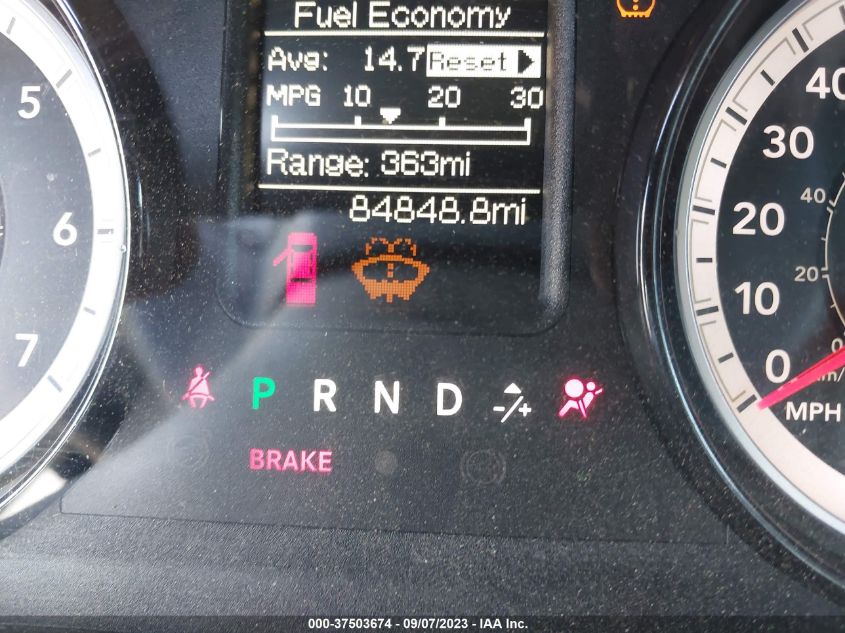 Fuel Economy
Avg: 14.7 Reset
MPG 10 20 30
Range: 363mi
84848.8mi
5
6
7
40
30
20
10
0
40
20
0
MPH
P R N D -/+
BRAKE
000-37503674 - 09/07/2023 - IAA Inc.